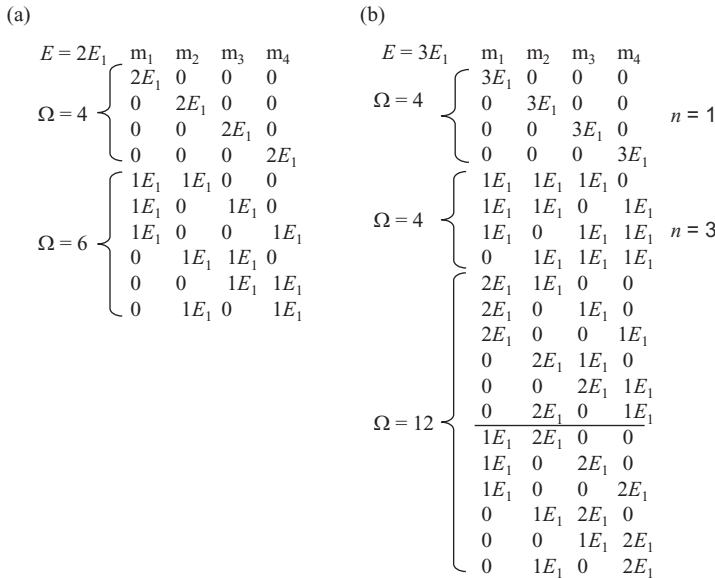 (a)
E = 2E₁ m₁ m₂ m₃ m₄
2E₁ 0 0 0
0 2E₁ 0 0
0 0 2E₁ 0
0 0 0 2E₁
Ω = 4
1E₁ 1E₁ 0 0
1E₁ 0 1E₁ 0
1E₁ 0 0 1E₁
0 1E₁ 1E₁ 0
0 0 1E₁ 1E₁
0 1E₁ 0 1E₁
Ω = 6
(b)
E = 3E₁ m₁ m₂ m₃ m₄
3E₁ 0 0 0
0 3E₁ 0 0
0 0 3E₁ 0
0 0 0 3E₁
Ω = 4
n = 1
1E₁ 1E₁ 1E₁ 0
1E₁ 1E₁ 0 1E₁
1E₁ 0 1E₁ 1E₁
0 1E₁ 1E₁ 1E₁
Ω = 4
n = 3
2E₁ 1E₁ 0 0
2E₁ 0 1E₁ 0
2E₁ 0 0 1E₁
0 2E₁ 1E₁ 0
0 0 2E₁ 1E₁
0 2E₁ 0 1E₁
1E₁ 2E₁ 0 0
1E₁ 0 2E₁ 0
1E₁ 0 0 2E₁
0 1E₁ 2E₁ 0
0 0 1E₁ 2E₁
0 1E₁ 0 2E₁
Ω = 12